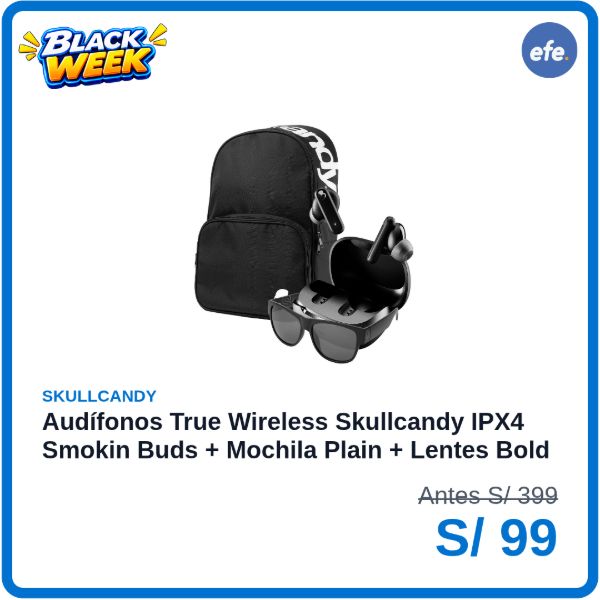 BLACK
WEEK
efe.
SKULLCANDY
Audífonos True Wireless Skullcandy IPX4
Smokin Buds + Mochila Plain + Lentes Bold
Antes S/ 399
S/ 99